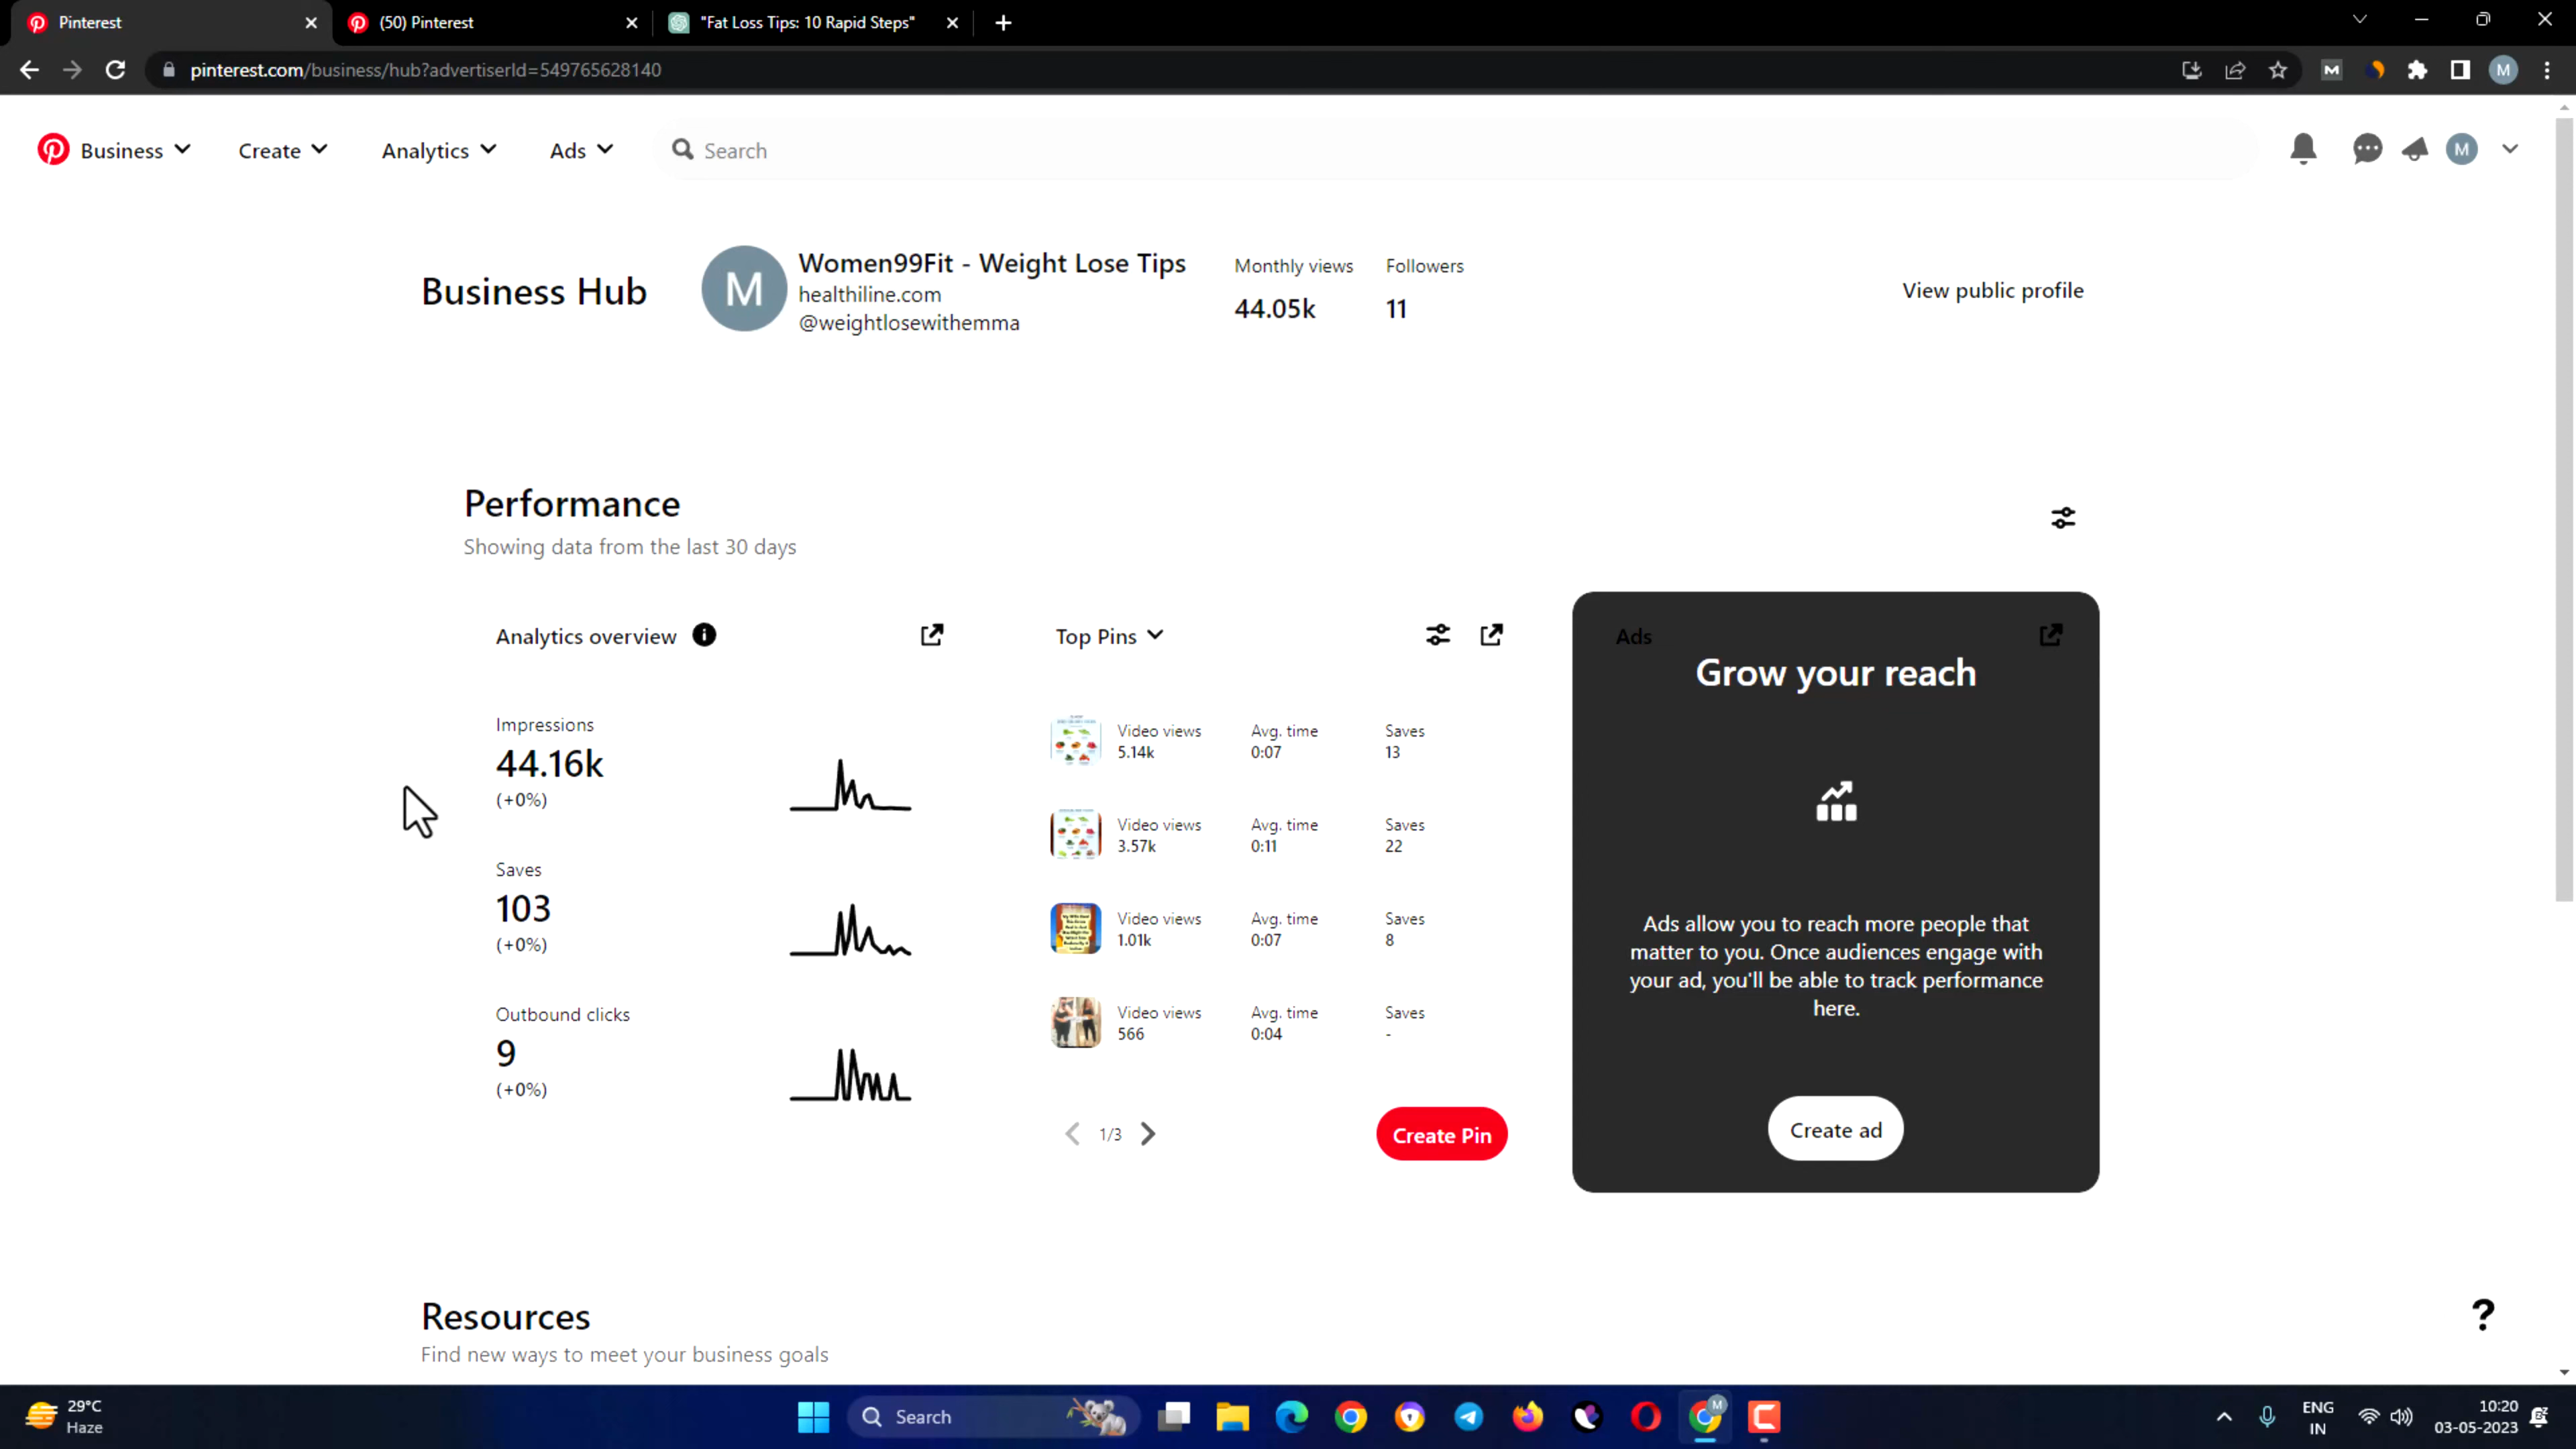 Pinterest
(50) Pinterest
"Fat Loss Tips: 10 Rapid Steps"
pinterest.com/business/hub?advertiserId=549765628140
M
M
Business
Create
Analytics
Ads
Search
M
Business Hub
M
Women99Fit - Weight Lose Tips
healthiline.com
@weightlosewithemma
Monthly views
44.05k
Followers
11
View public profile
Performance
Showing data from the last 30 days
Analytics overview
Impressions
44.16k
(+0%)
Saves
103
(+0%)
Outbound clicks
9
(+0%)
Top Pins
Video views
5.14k
Avg. time
0:07
Saves
13
Video views
3.57k
Avg. time
0:11
Saves
22
Video views
1.01k
Avg. time
0:07
Saves
8
Video views
566
Avg. time
0:04
Saves
-
1/3
Create Pin
Ads
Grow your reach
Ads allow you to reach more people that
matter to you. Once audiences engage with
your ad, you'll be able to track performance
here.
Create ad
Resources
Find new ways to meet your business goals
?
29°C
Haze
Search
M
ENG
IN
10:20
03-05-2023